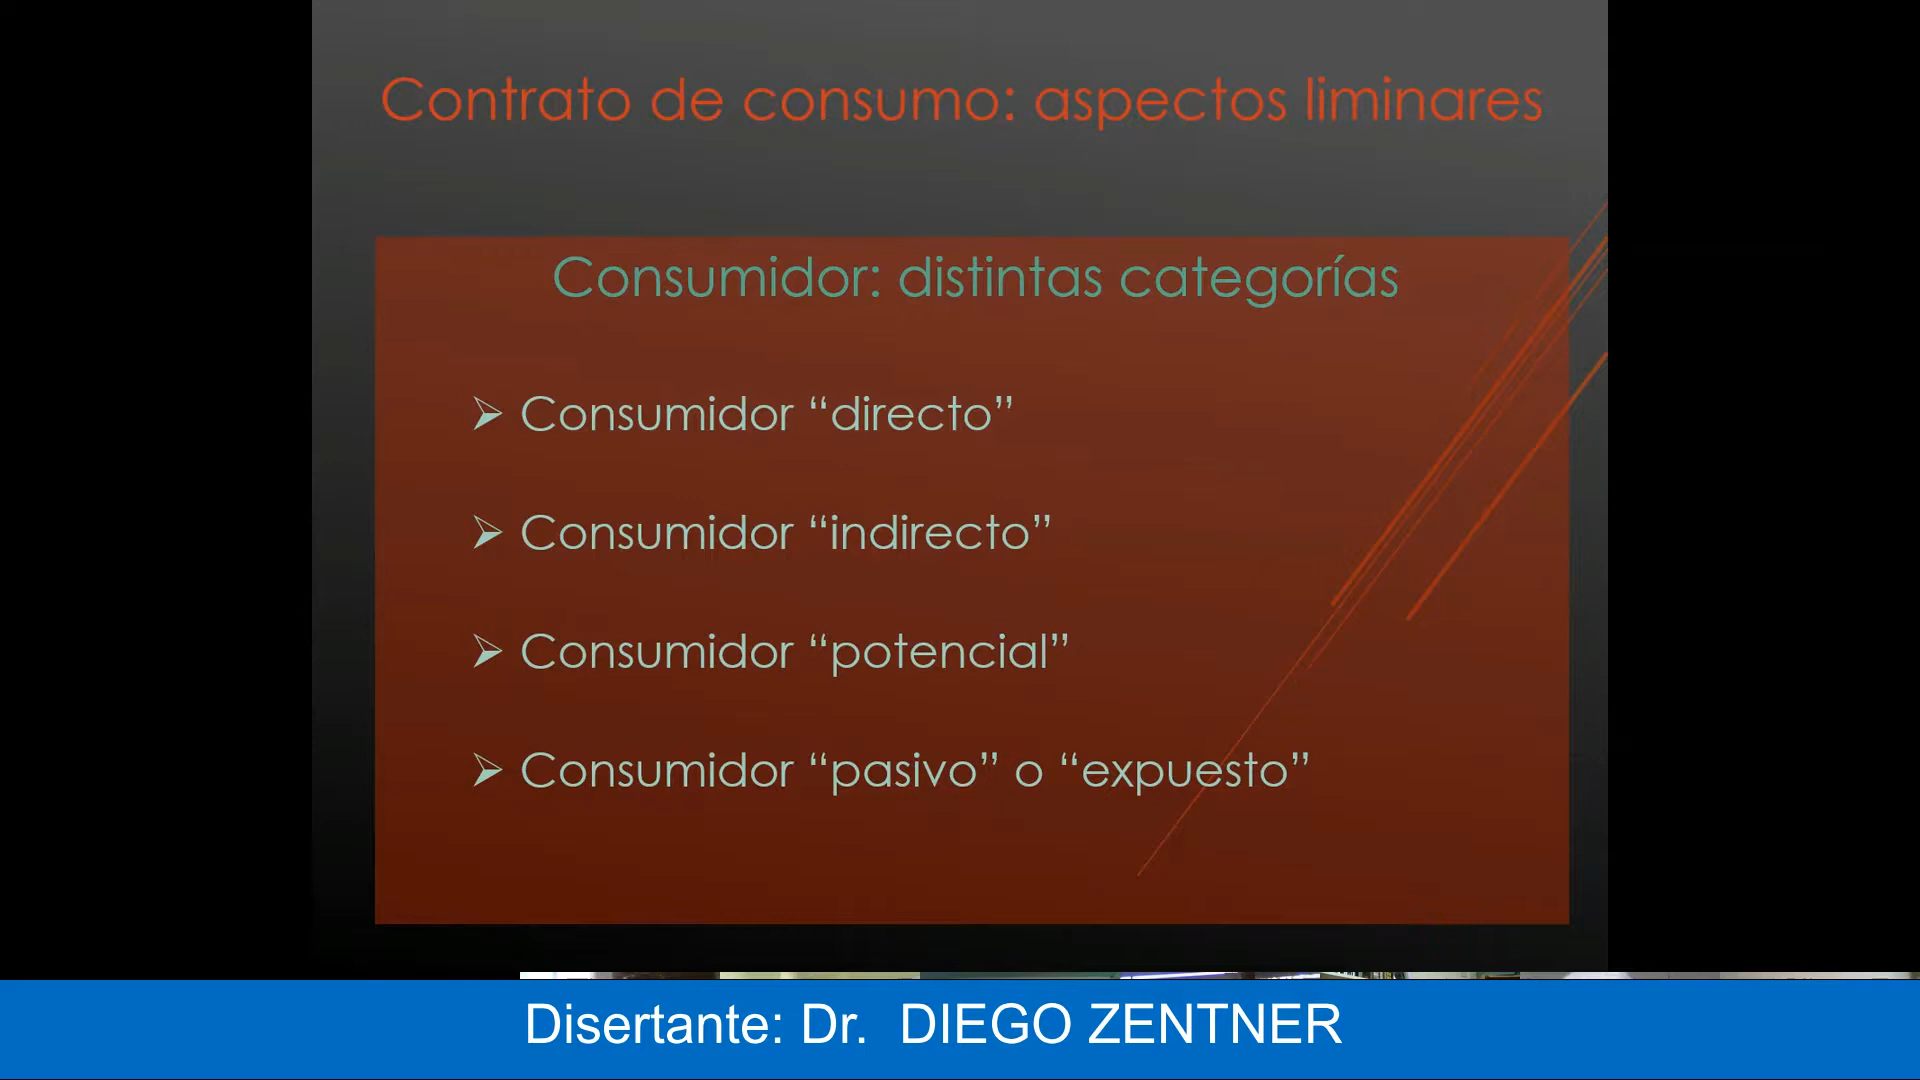 Contrato de consumo: aspectos liminares
Consumidor: distintas categorías
➢ Consumidor “directo”
➢ Consumidor “indirecto”
➢ Consumidor “potencial”
➢ Consumidor “pasivo” o “expuesto”
Disertante: Dr. DIEGO ZENTNER